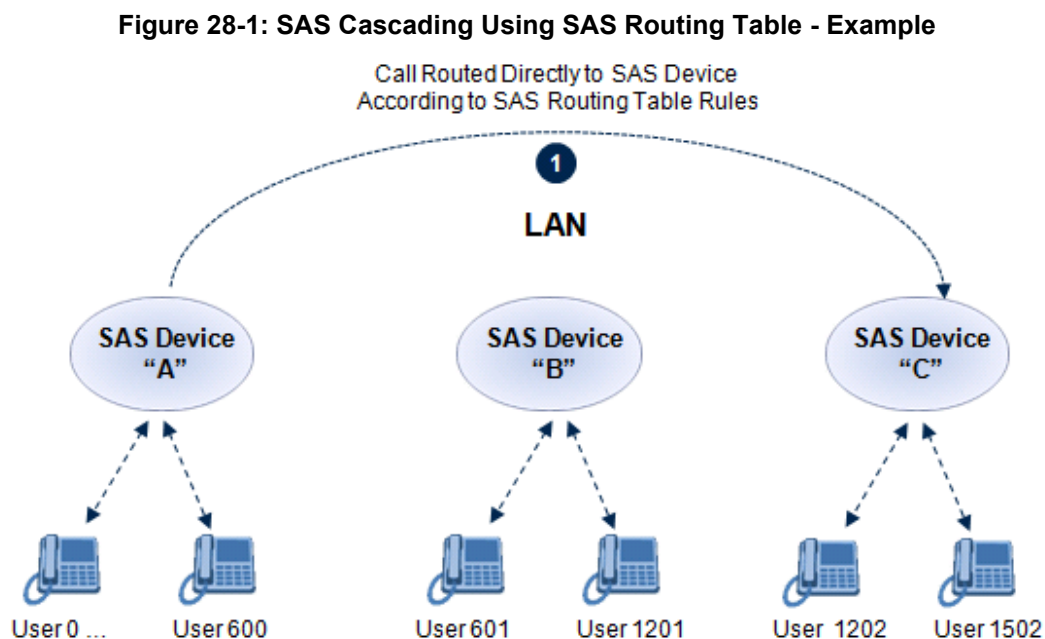 Figure 28-1: SAS Cascading Using SAS Routing Table - Example
Call Routed Directly to SAS Device
According to SAS Routing Table Rules
1
LAN
SAS Device
“A”
SAS Device
“B”
SAS Device
“C”
User 0 ...
User 600
User 601
User 1201
User 1202
User 1502